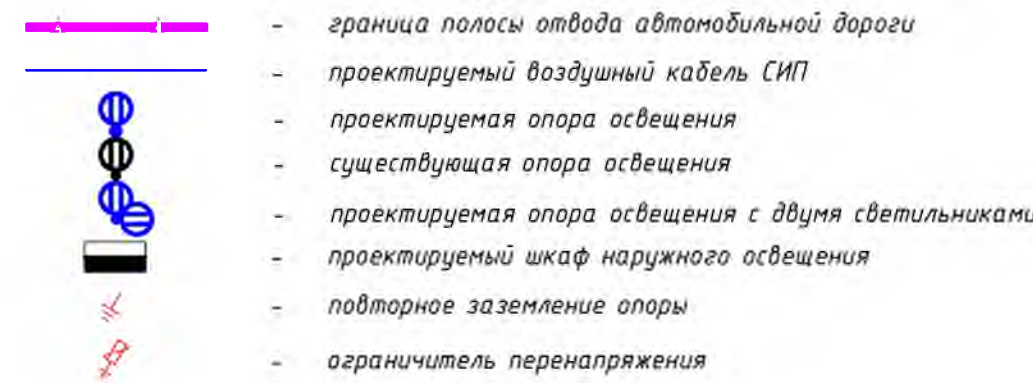 - граница полосы отвода автомобильной дороги
- проектируемый воздушный кабель СИП
- проектируемая опора освещения
- существующая опора освещения
- проектируемая опора освещения с двумя светильниками
- проектируемый шкаф наружного освещения
- повторное заземление опоры
- ограничитель перенапряжения